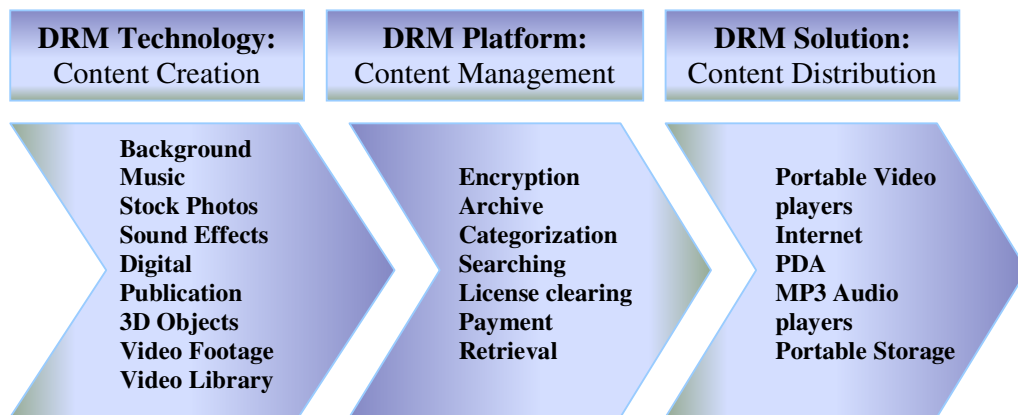 DRM Technology:
Content Creation
DRM Platform:
Content Management
DRM Solution:
Content Distribution
Background
Music
Stock Photos
Sound Effects
Digital
Publication
3D Objects
Video Footage
Video Library
Encryption
Archive
Categorization
Searching
License clearing
Payment
Retrieval
Portable Video
players
Internet
PDA
MP3 Audio
players
Portable Storage